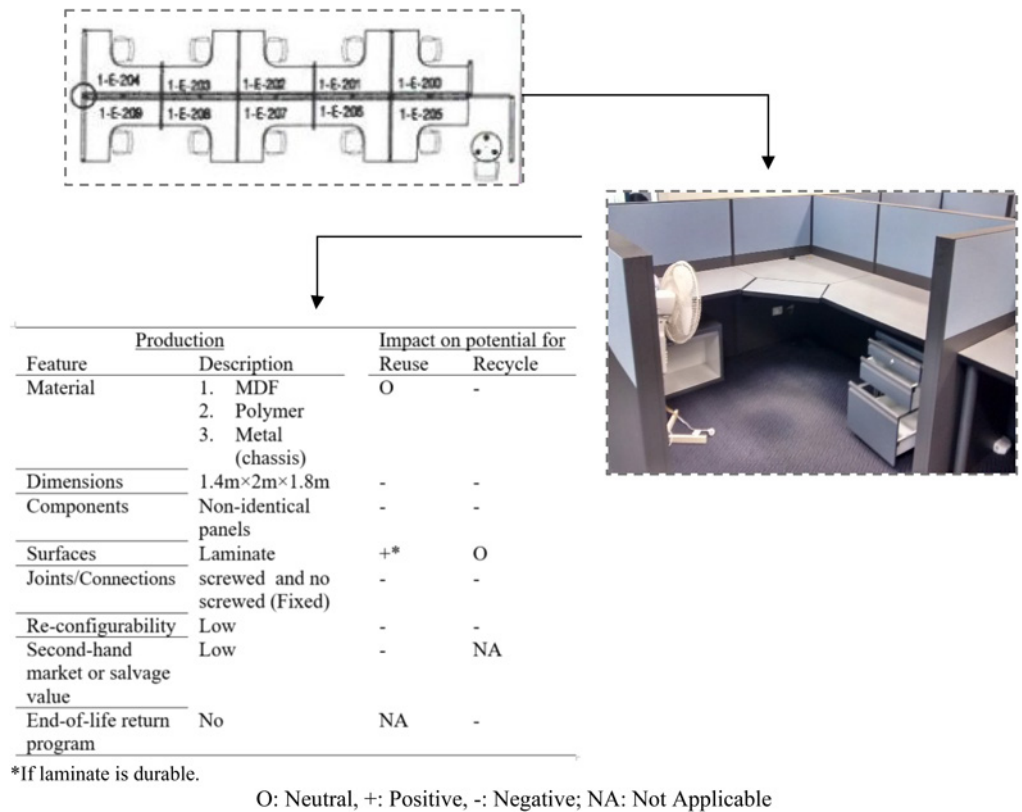 1-E-204 1-E-203 1-E-202 1-E-201 1-E-200
1-E-209 1-E-208 1-E-207 1-E-206 1-E-205
Production Impact on potential for
Feature Description Reuse Recycle
Material 1. MDF O -
2. Polymer
3. Metal
(chassis)
Dimensions 1.4m×2m×1.8m - -
Components Non-identical - -
panels
Surfaces Laminate +* O
Joints/Connections screwed and no - -
screwed (Fixed)
Re-configurability Low - -
Second-hand Low - NA
market or salvage
value
End-of-life return No NA -
program
*If laminate is durable.
O: Neutral, +: Positive, -: Negative; NA: Not Applicable